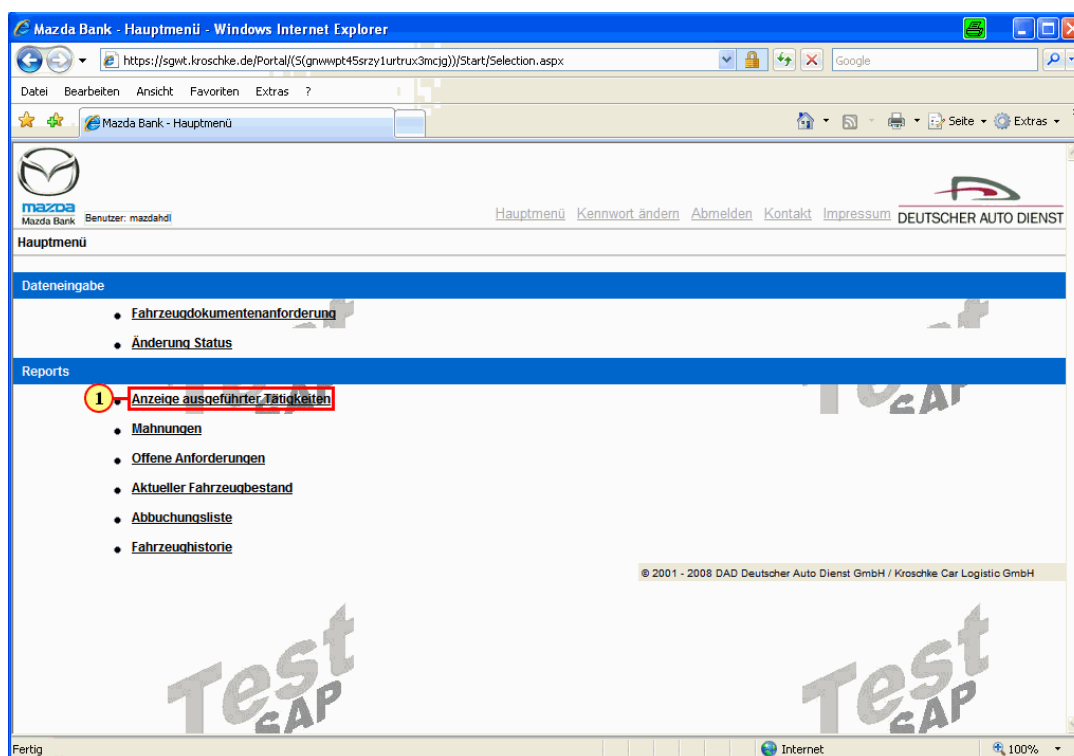 Mazda Bank - Hauptmenü - Windows Internet Explorer
https://sgwt.kroschke.de/Portal/(S(gnwwpt45srzy1urtrux3mcjg))/Start/Selection.aspx
Google
Datei Bearbeiten Ansicht Favoriten Extras ?
Mazda Bank - Hauptmenü
Seite Extras
mazda
Mazda Bank Benutzer: mazdahdl
Hauptmenü Kennwort ändern Abmelden Kontakt Impressum DEUTSCHER AUTO DIENST
Hauptmenü
Dateneingabe
Fahrzeugdokumentenanforderung
Änderung Status
Reports
1 Anzeige ausgeführter Tätigkeiten
Mahnungen
Offene Anforderungen
Aktueller Fahrzeugbestand
Abbuchungsliste
Fahrzeughistorie
© 2001 - 2008 DAD Deutscher Auto Dienst GmbH / Kroschke Car Logistic GmbH
Test Test
SAP SAP
Fertig Internet 100%